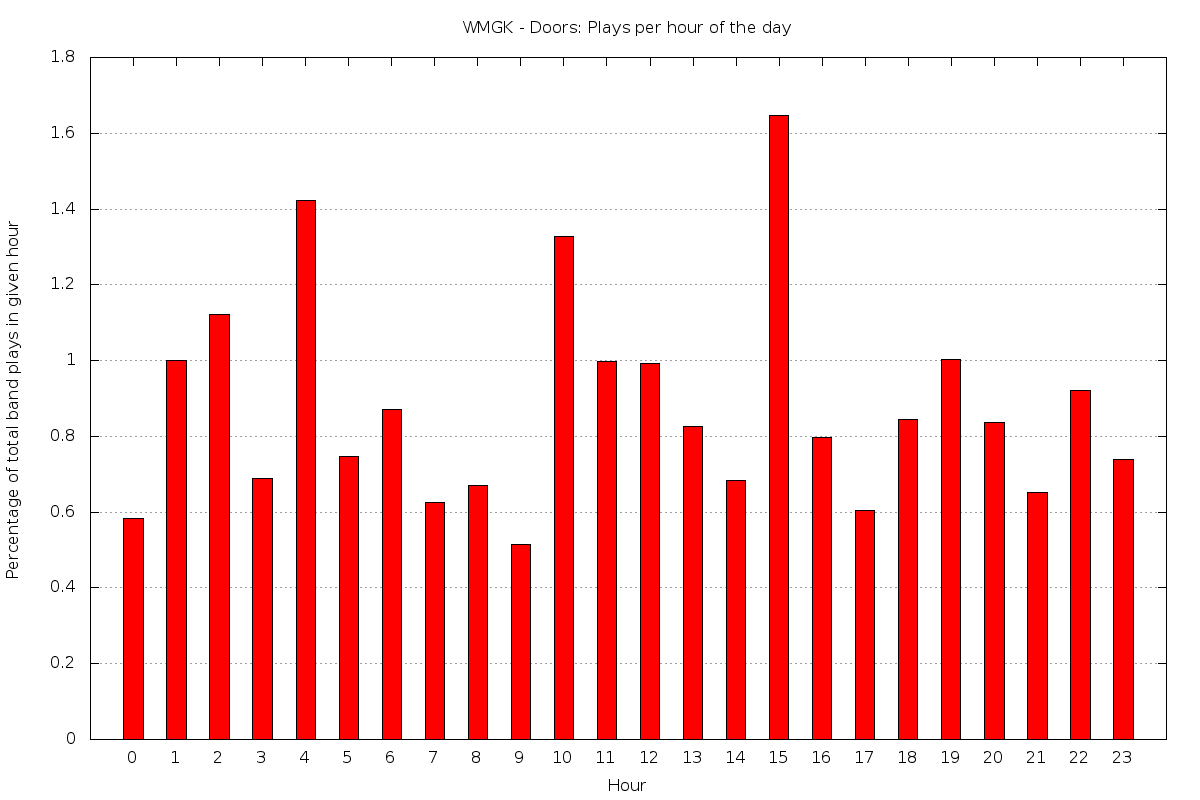 WMGK - Doors: Plays per hour of the day
Percentage of total band plays in given hour
1.8
1.6
1.4
1.2
1
0.8
0.6
0.4
0.2
0
0 1 2 3 4 5 6 7 8 9 10 11 12 13 14 15 16 17 18 19 20 21 22 23
Hour